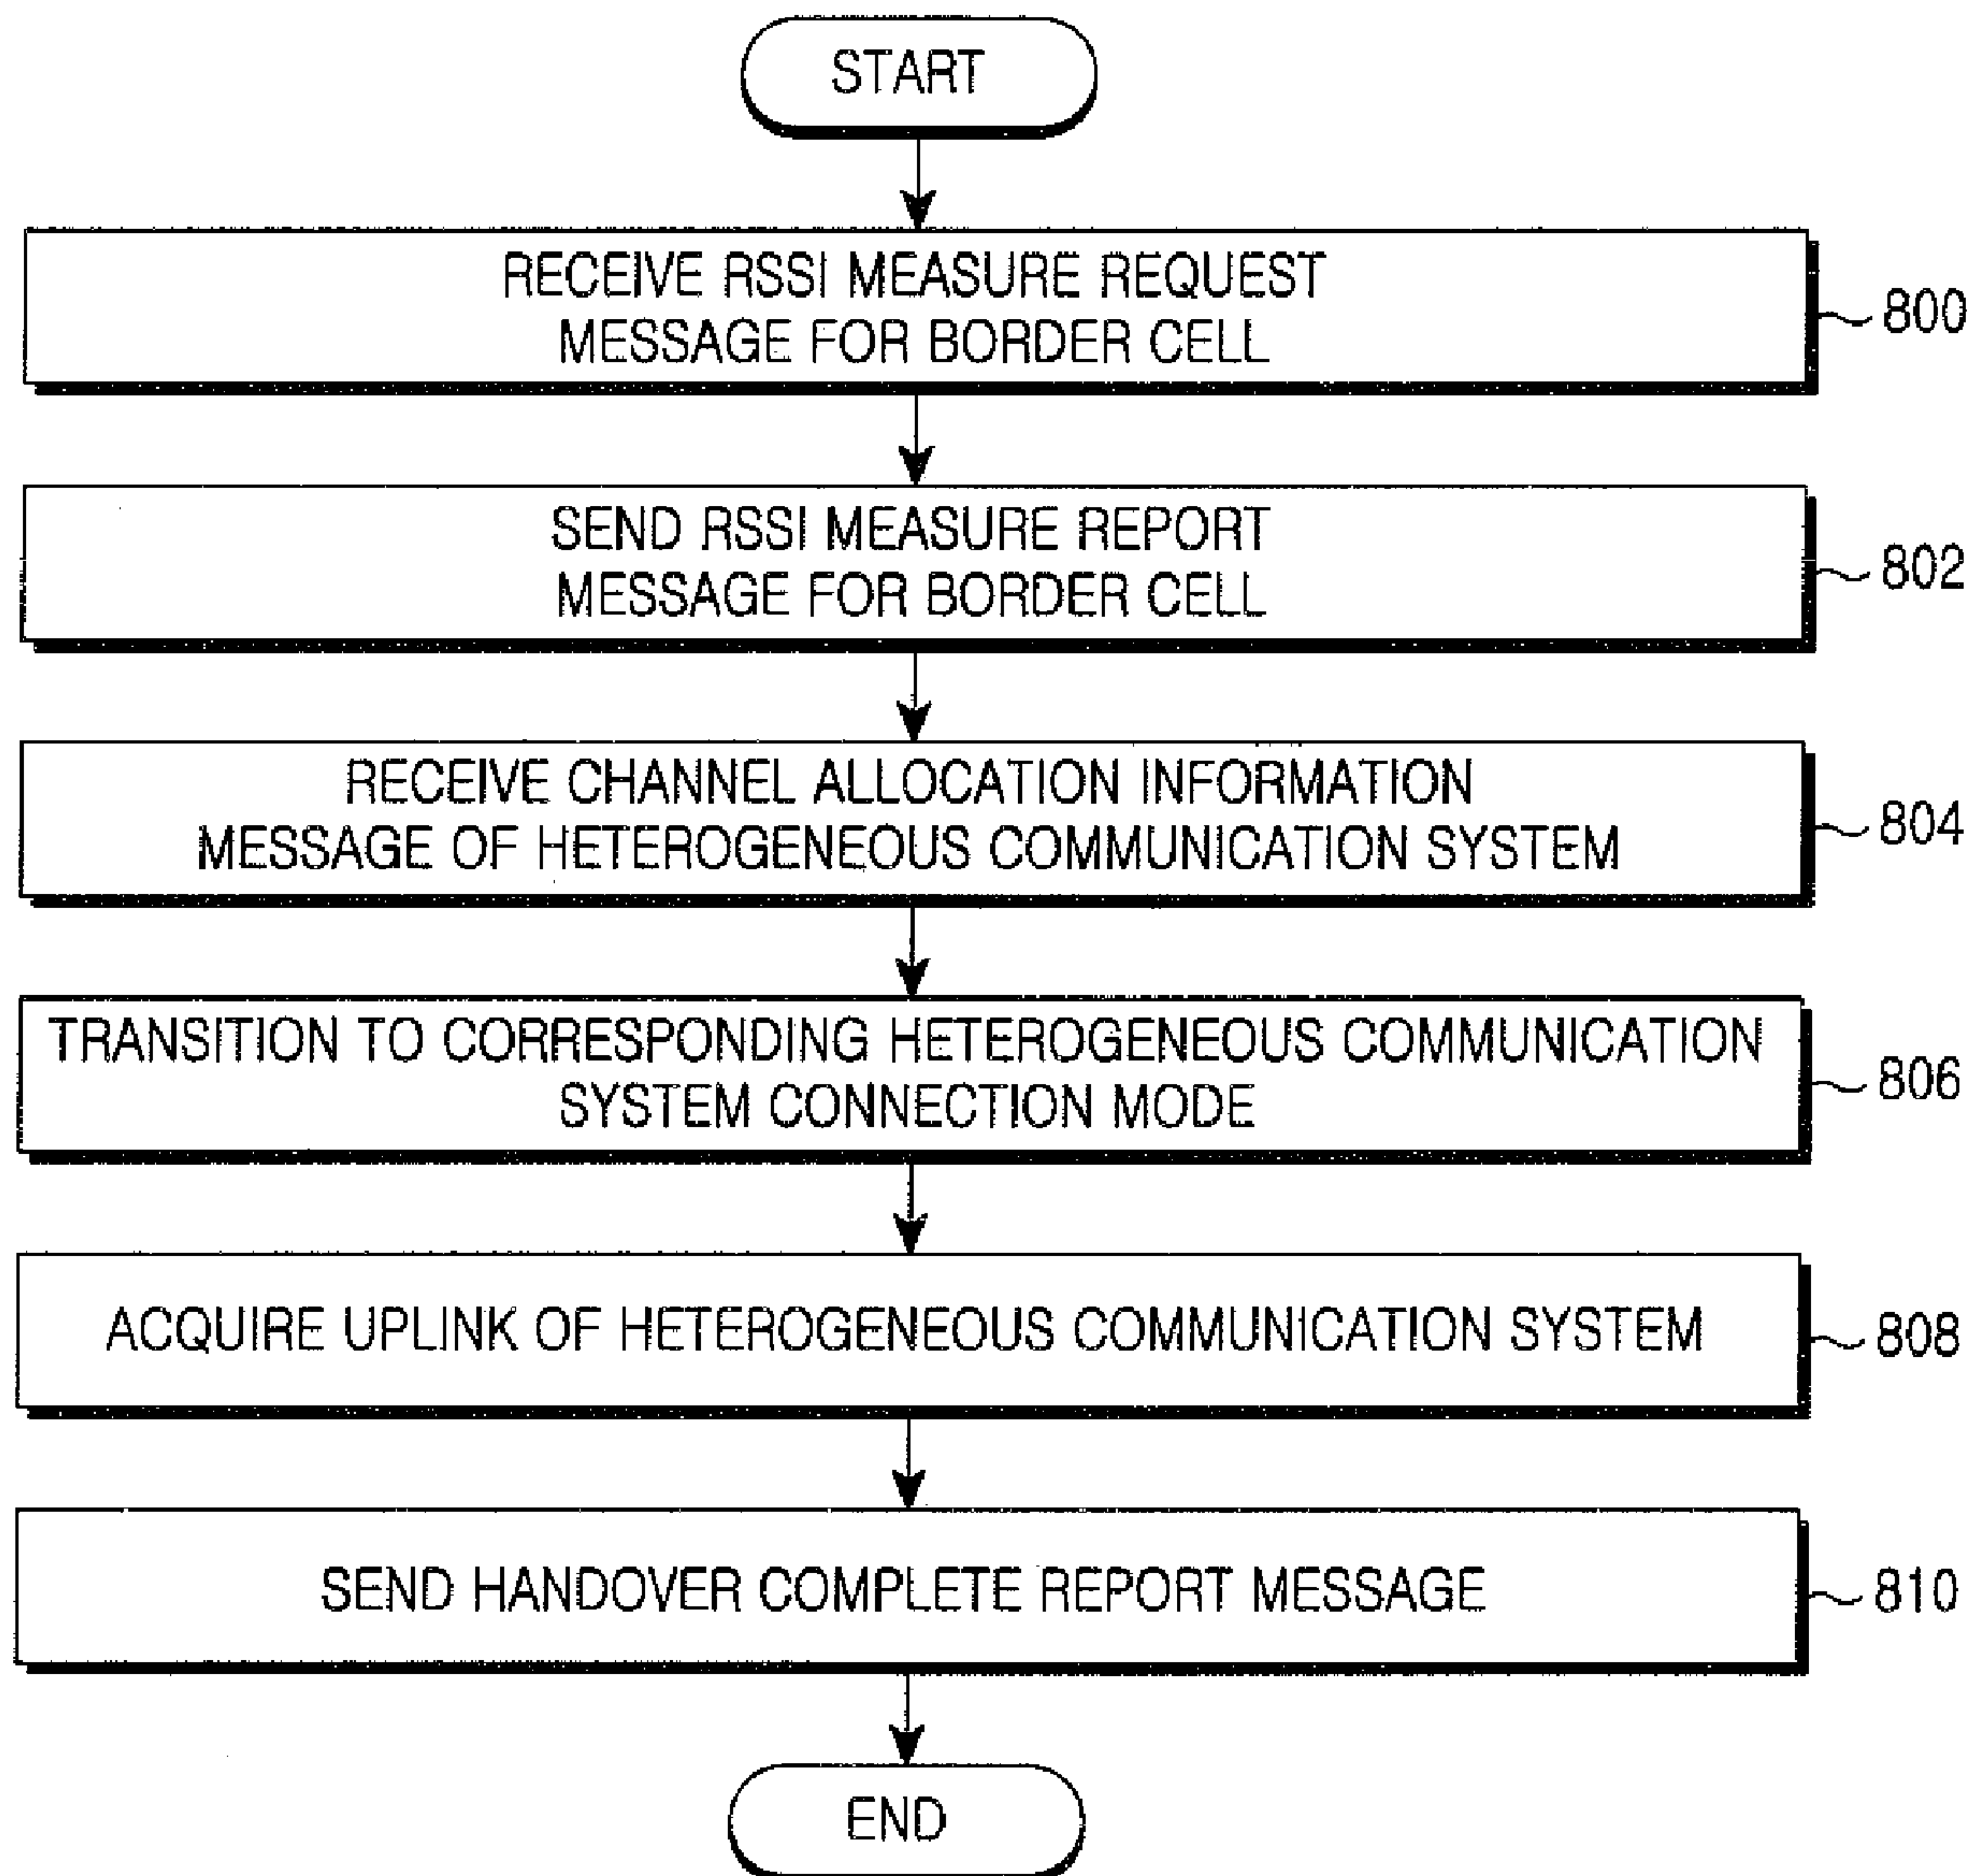 START
RECEIVE RSSI MEASURE REQUEST
MESSAGE FOR BORDER CELL
800
SEND RSSI MEASURE REPORT
MESSAGE FOR BORDER CELL
802
RECEIVE CHANNEL ALLOCATION INFORMATION
MESSAGE OF HETEROGENEOUS COMMUNICATION SYSTEM
804
TRANSITION TO CORRESPONDING HETEROGENEOUS COMMUNICATION
SYSTEM CONNECTION MODE
806
ACQUIRE UPLINK OF HETEROGENEOUS COMMUNICATION SYSTEM
808
SEND HANDOVER COMPLETE REPORT MESSAGE
810
END